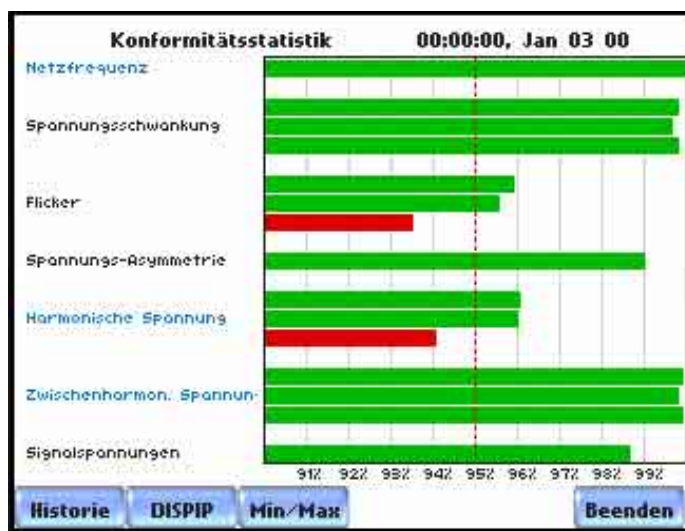 Konformitätsstatistik 00:00:00, Jan 03 00
Netzfrequenz
Spannungsschwankung
Flicker
Spannungs-Asymmetrie
Harmonische Spannung
Zwischenharmon. Spannun-
Signalspannungen
91% 92% 93% 94% 95% 96% 97% 98% 99%
Historie DISPIP Min/Max Beenden